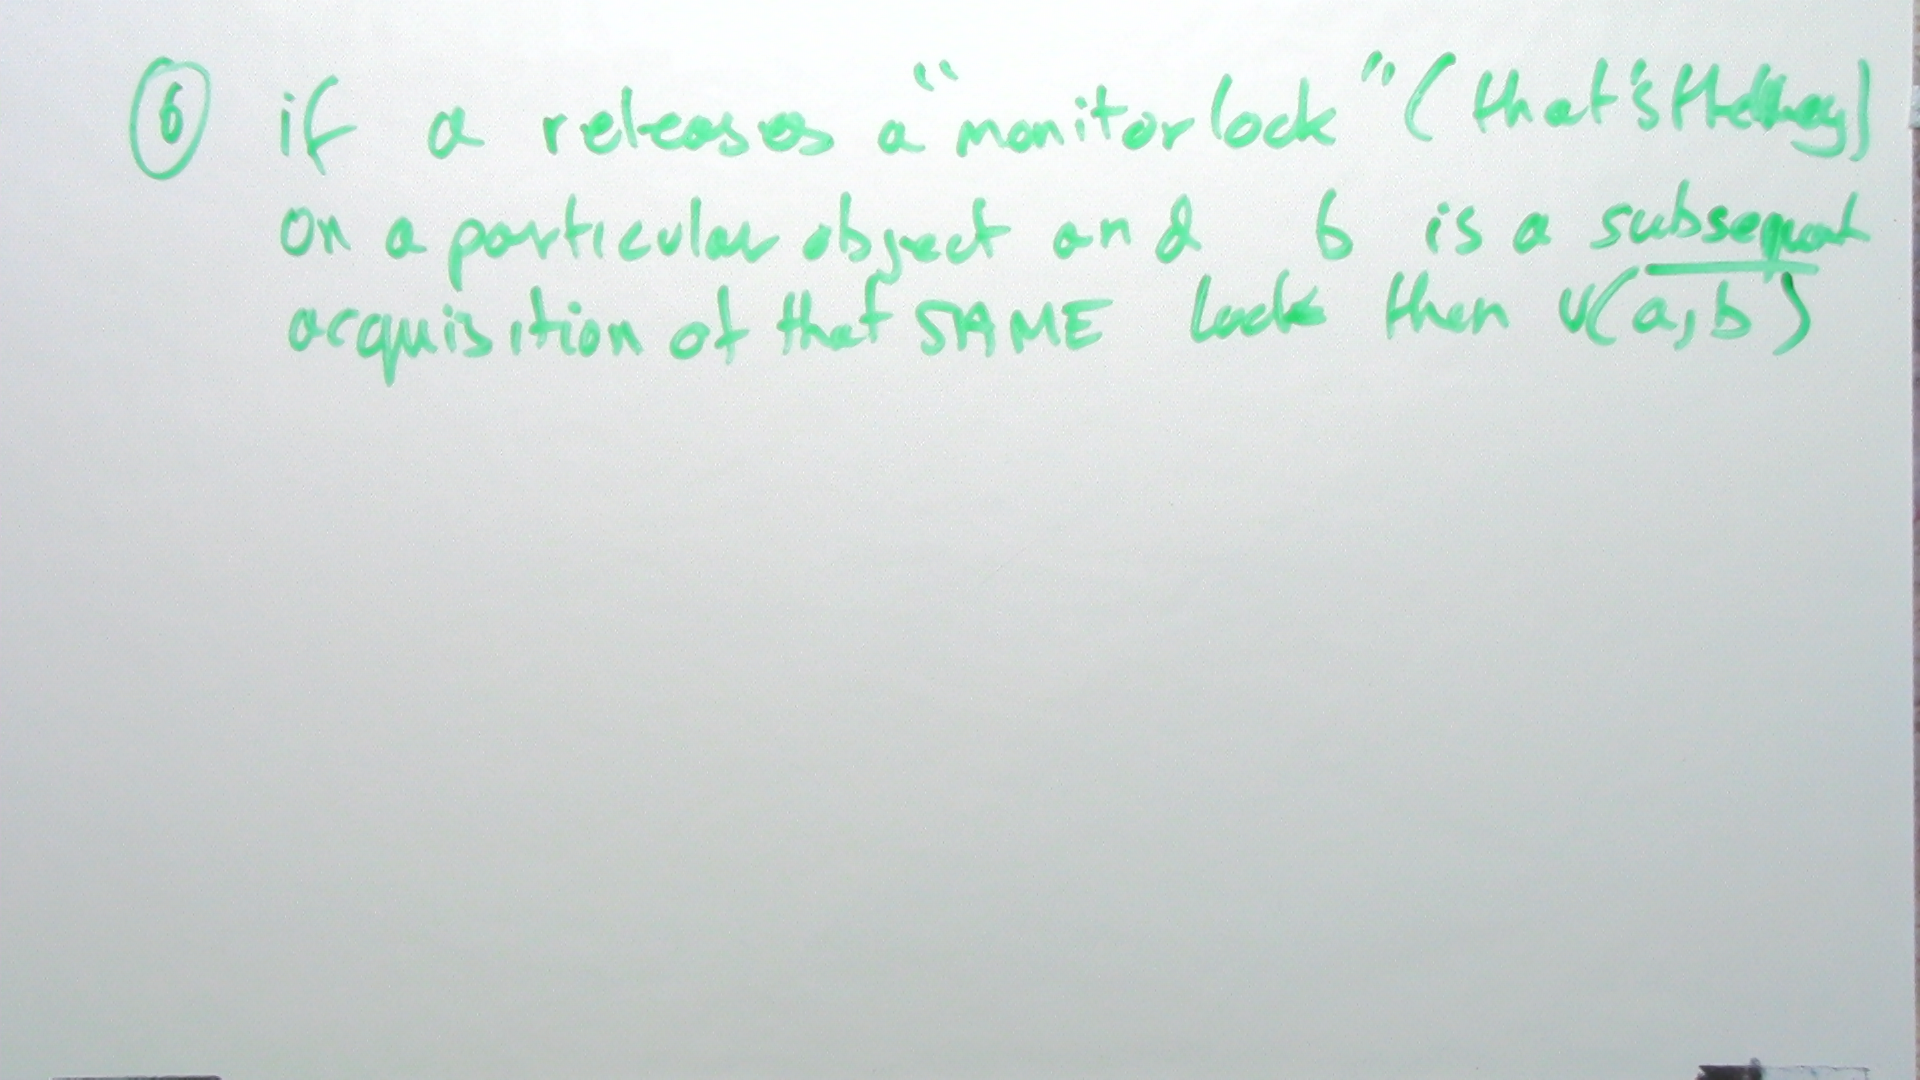 ⑥ if a releases a "monitor lock" (that's the key)
on a particular object and b is a subsequent
acquisition of that SAME lock then v(a,b)